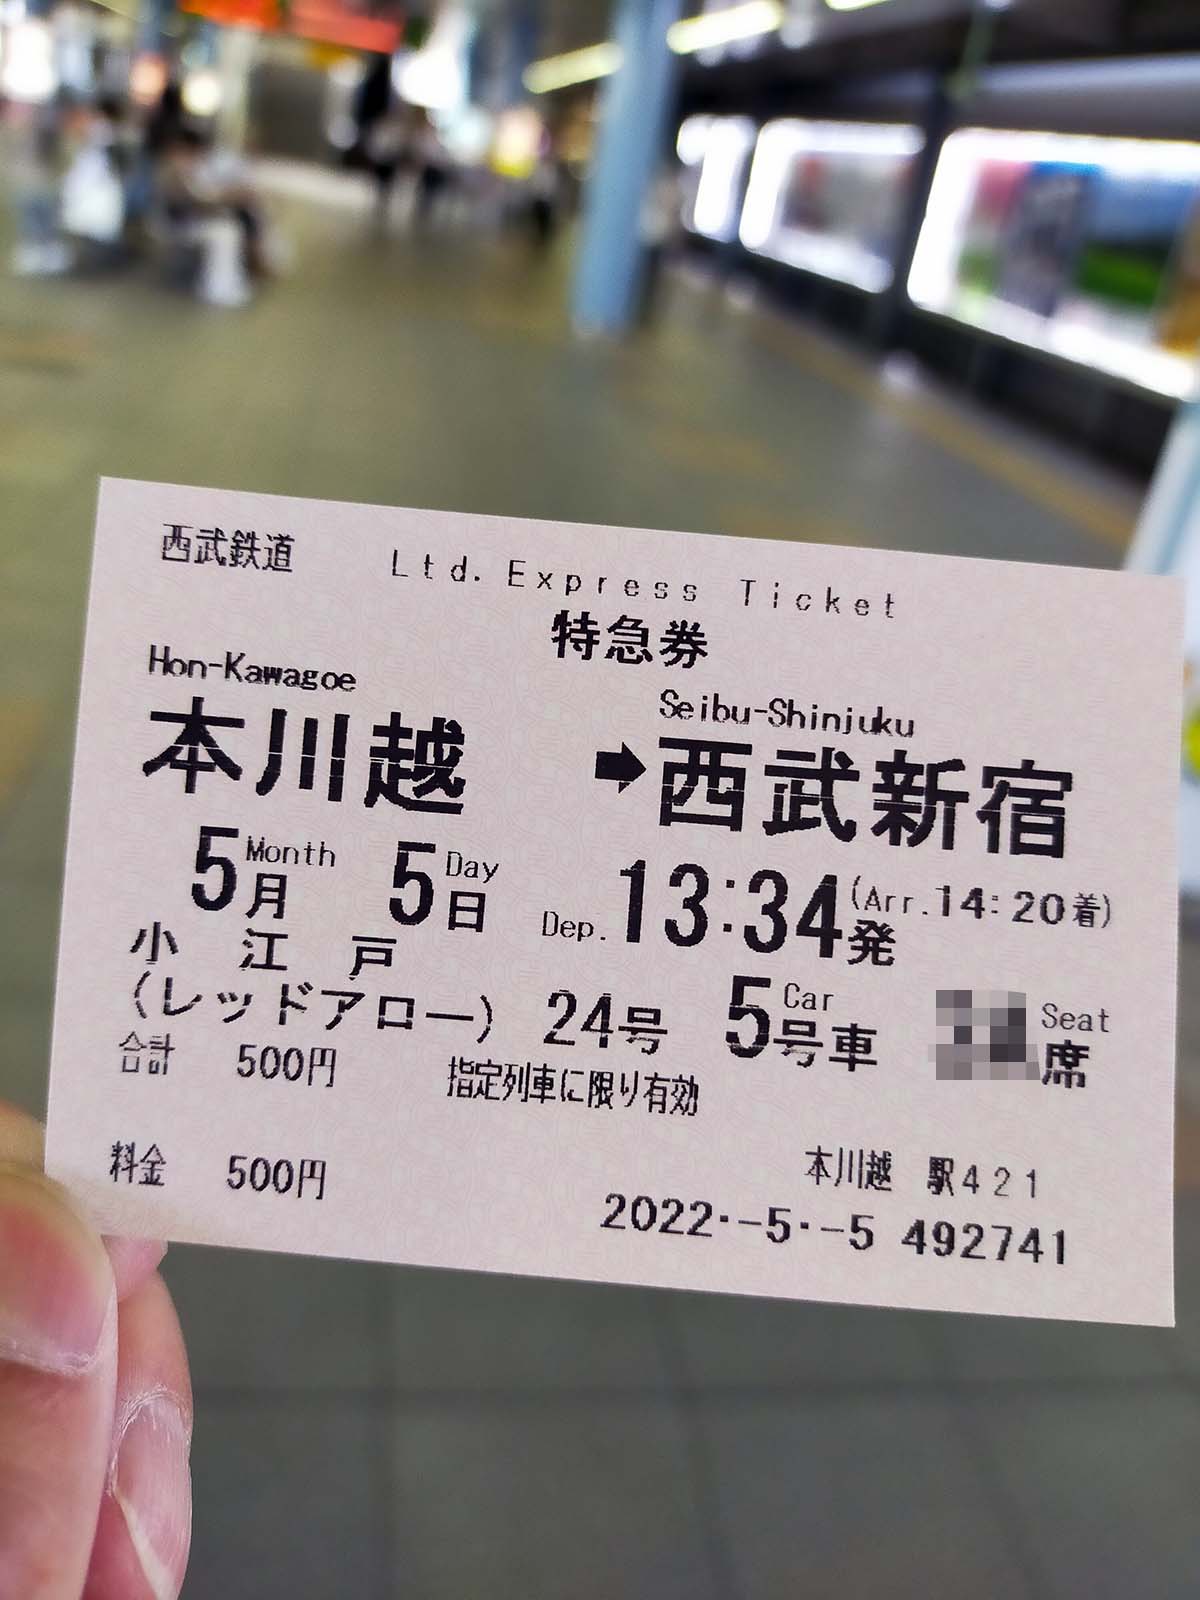 西武鉄道 Ltd. Express Ticket
特急券
Hon-Kawagoe Seibu-Shinjuku
本川越 ➡ 西武新宿
5 Month 月 5 Day 日 Dep. 13:34 発 (Arr. 14:20着)
小江戸
(レッドアロー) 24号 5 Car 号車 Seat 席
合計 500円 指定列車に限り有効
料金 500円 本川越 駅421
2022.-5.-5 492741